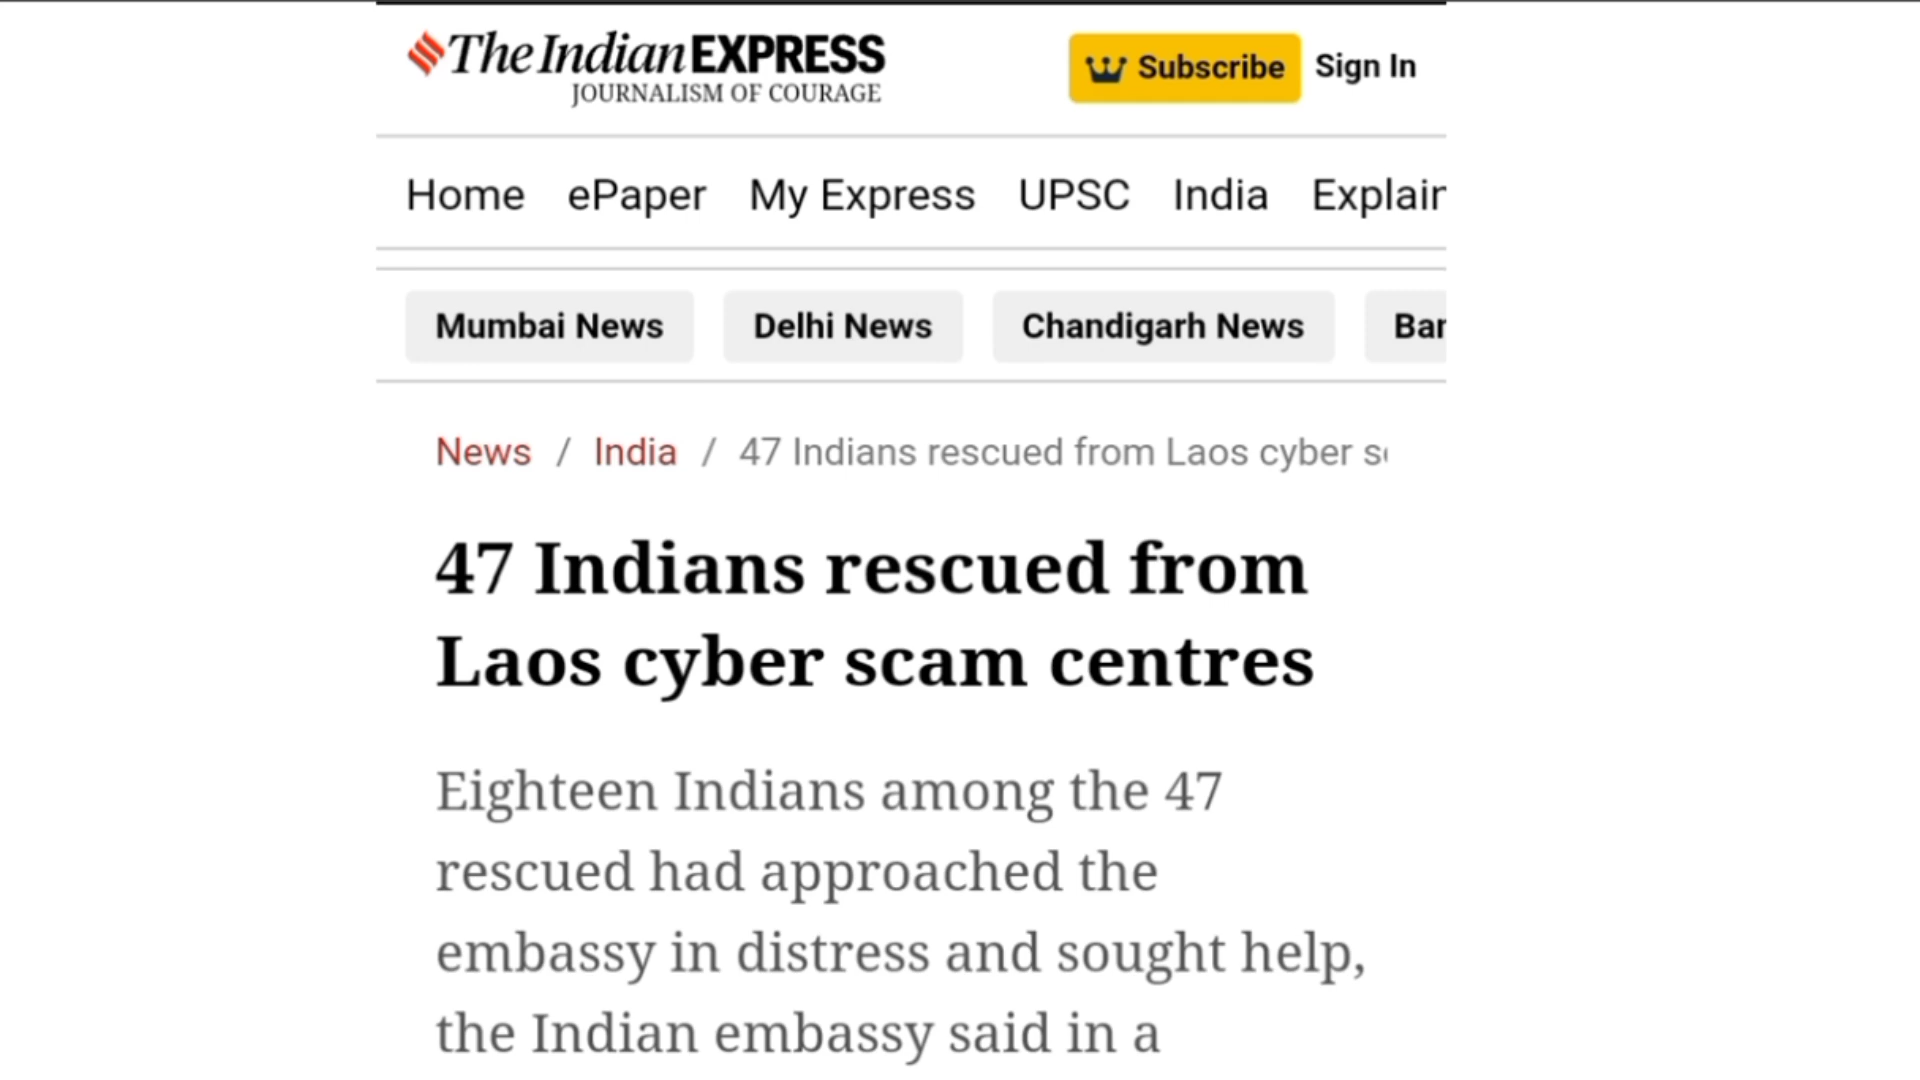 The Indian EXPRESS
JOURNALISM OF COURAGE
Subscribe Sign In
Home ePaper My Express UPSC India Explain
Mumbai News Delhi News Chandigarh News Ban
News / India / 47 Indians rescued from Laos cyber s
47 Indians rescued from
Laos cyber scam centres
Eighteen Indians among the 47
rescued had approached the
embassy in distress and sought help,
the Indian embassy said in a